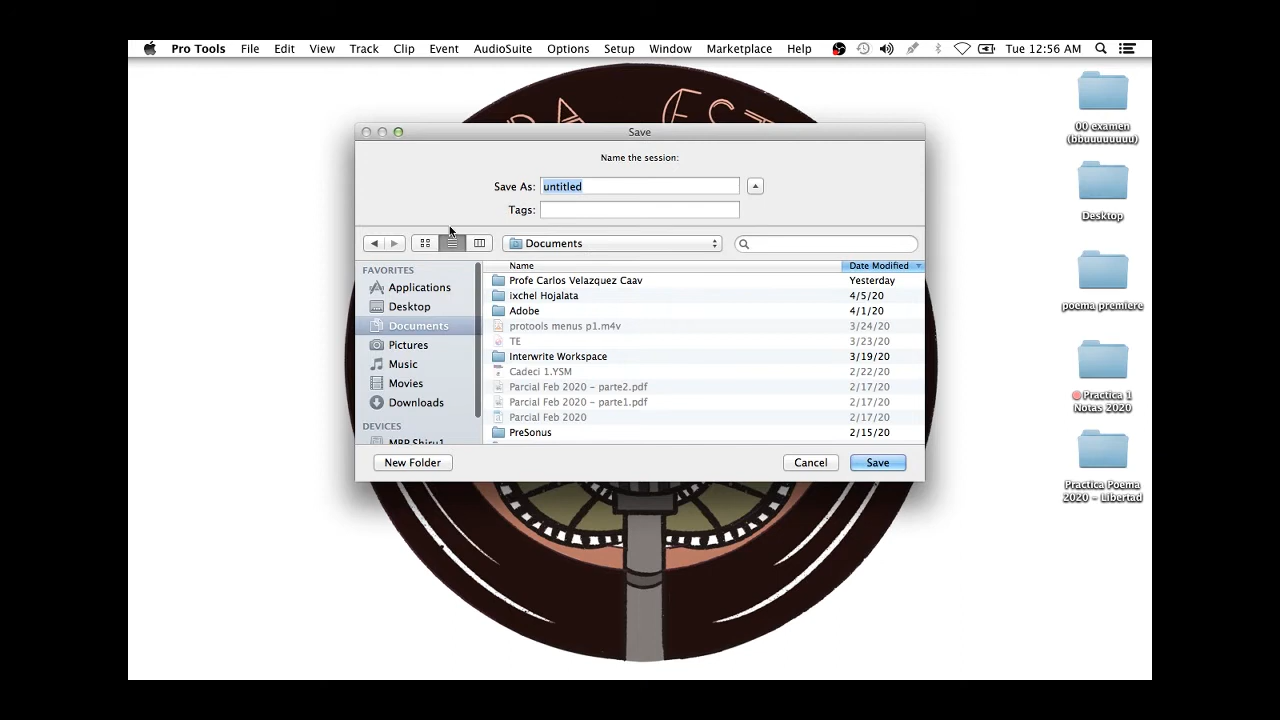 Pro Tools File Edit View Track Clip Event AudioSuite Options Setup Window Marketplace Help Tue 12:56 AM
00 examen
(bbuuuuuuuu)
Desktop
poema premiere
Practica 1
Notas 2020
Practica Poema
2020 - Libertad
Save
Name the session:
Save As: untitled
Tags:
Documents
FAVORITES
Applications
Desktop
Documents
Pictures
Music
Movies
Downloads
DEVICES
MBP Shiru1
Name Date Modified
Profe Carlos Velazquez Caav Yesterday
ixchel Hojalata 4/5/20
Adobe 4/1/20
protools menus p1.m4v 3/24/20
TE 3/23/20
Interwrite Workspace 3/19/20
Cadeci 1.YSM 2/22/20
Parcial Feb 2020 - parte2.pdf 2/17/20
Parcial Feb 2020 - parte1.pdf 2/17/20
Parcial Feb 2020 2/17/20
PreSonus 2/15/20
New Folder Cancel Save